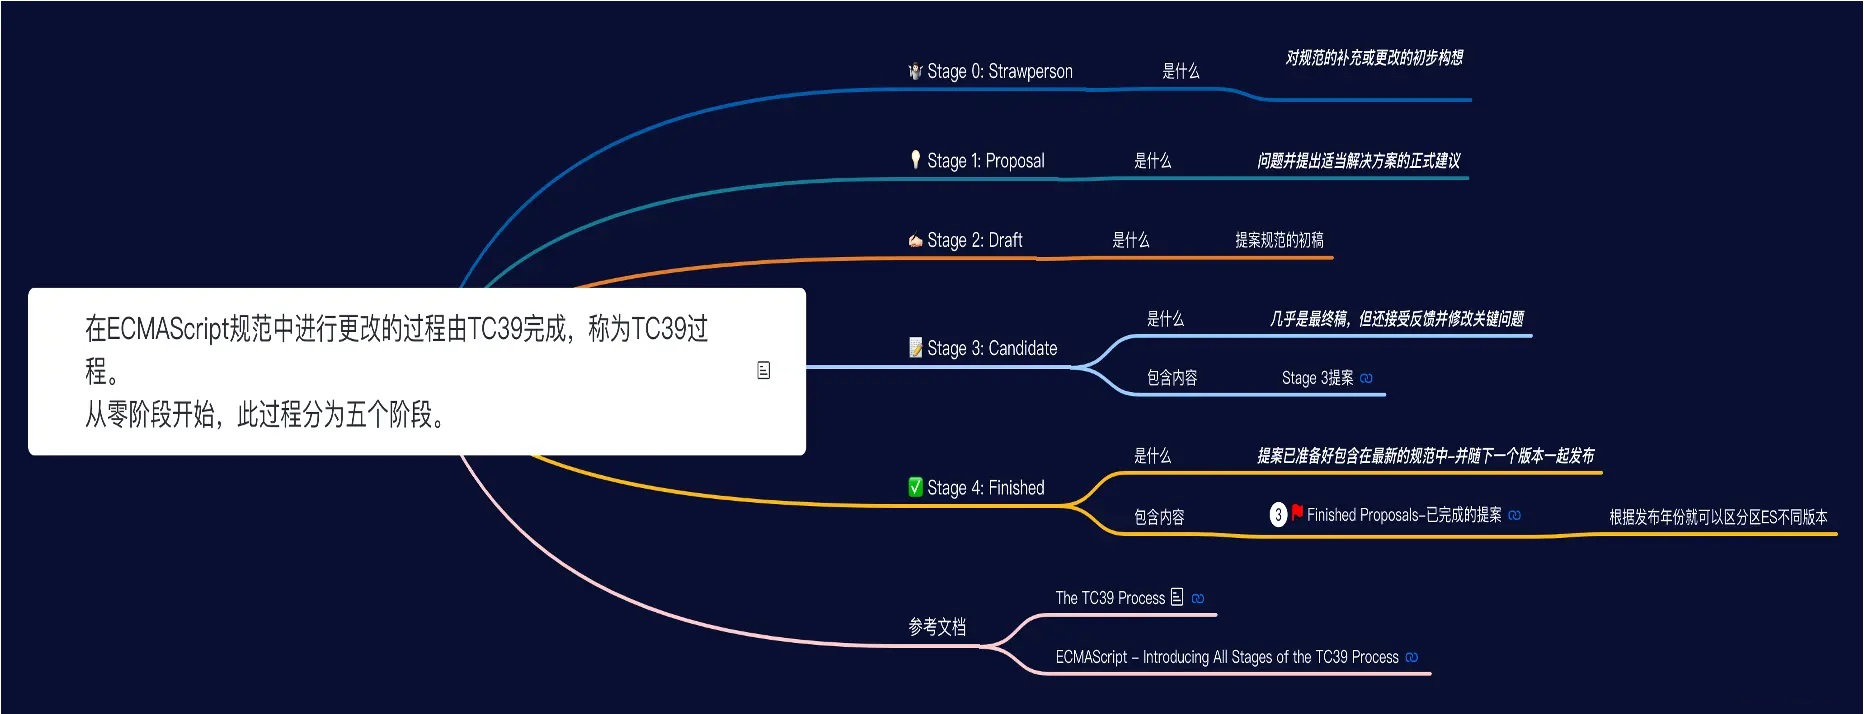 Stage 0: Strawperson
是什么
对规范的补充或更改的初步构想
Stage 1: Proposal
是什么
问题并提出适当解决方案的正式建议
Stage 2: Draft
是什么
提案规范的初稿
在ECMAScript规范中进行更改的过程由TC39完成，称为TC39过
程。
从零阶段开始，此过程分为五个阶段。
Stage 3: Candidate
是什么
几乎是最终稿，但还接受反馈并修改关键问题
包含内容
Stage 3提案
Stage 4: Finished
是什么
提案已准备好包含在最新的规范中–并随下一个版本一起发布
包含内容
3 Finished Proposals–已完成的提案
根据发布年份就可以区分区ES不同版本
参考文档
The TC39 Process
ECMAScript – Introducing All Stages of the TC39 Process